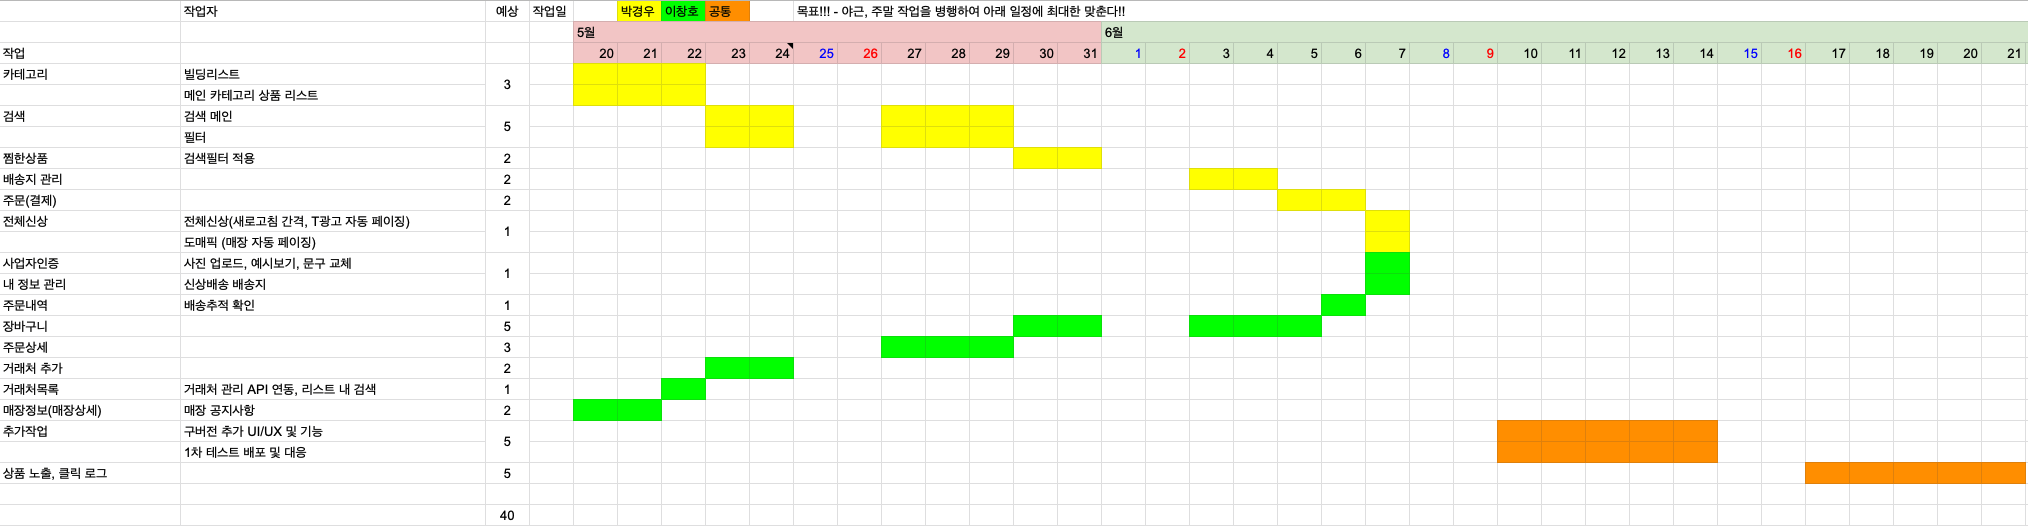 작업자 예상 작업일 박경우 이창호 공통 목표!!! - 야근, 주말 작업을 병행하여 아래 일정에 최대한 맞춘다!!
5월 6월
작업 20 21 22 23 24 25 26 27 28 29 30 31 1 2 3 4 5 6 7 8 9 10 11 12 13 14 15 16 17 18 19 20 21
카테고리 빌딩리스트 3
메인 카테고리 상품 리스트
검색 검색 메인 5
필터
찜한상품 검색필터 적용 2
배송지 관리 2
주문(결제) 2
전체신상 전체신상(새로고침 간격, T광고 자동 페이징) 1
도매픽 (매장 자동 페이징)
사업자인증 사진 업로드, 예시보기, 문구 교체 1
내 정보 관리 신상배송 배송지
주문내역 배송추적 확인 1
장바구니 5
주문상세 3
거래처 추가 2
거래처목록 거래처 관리 API 연동, 리스트 내 검색 1
매장정보(매장상세) 매장 공지사항 2
추가작업 구버전 추가 UI/UX 및 기능 5
1차 테스트 배포 및 대응
상품 노출, 클릭 로그 5
40